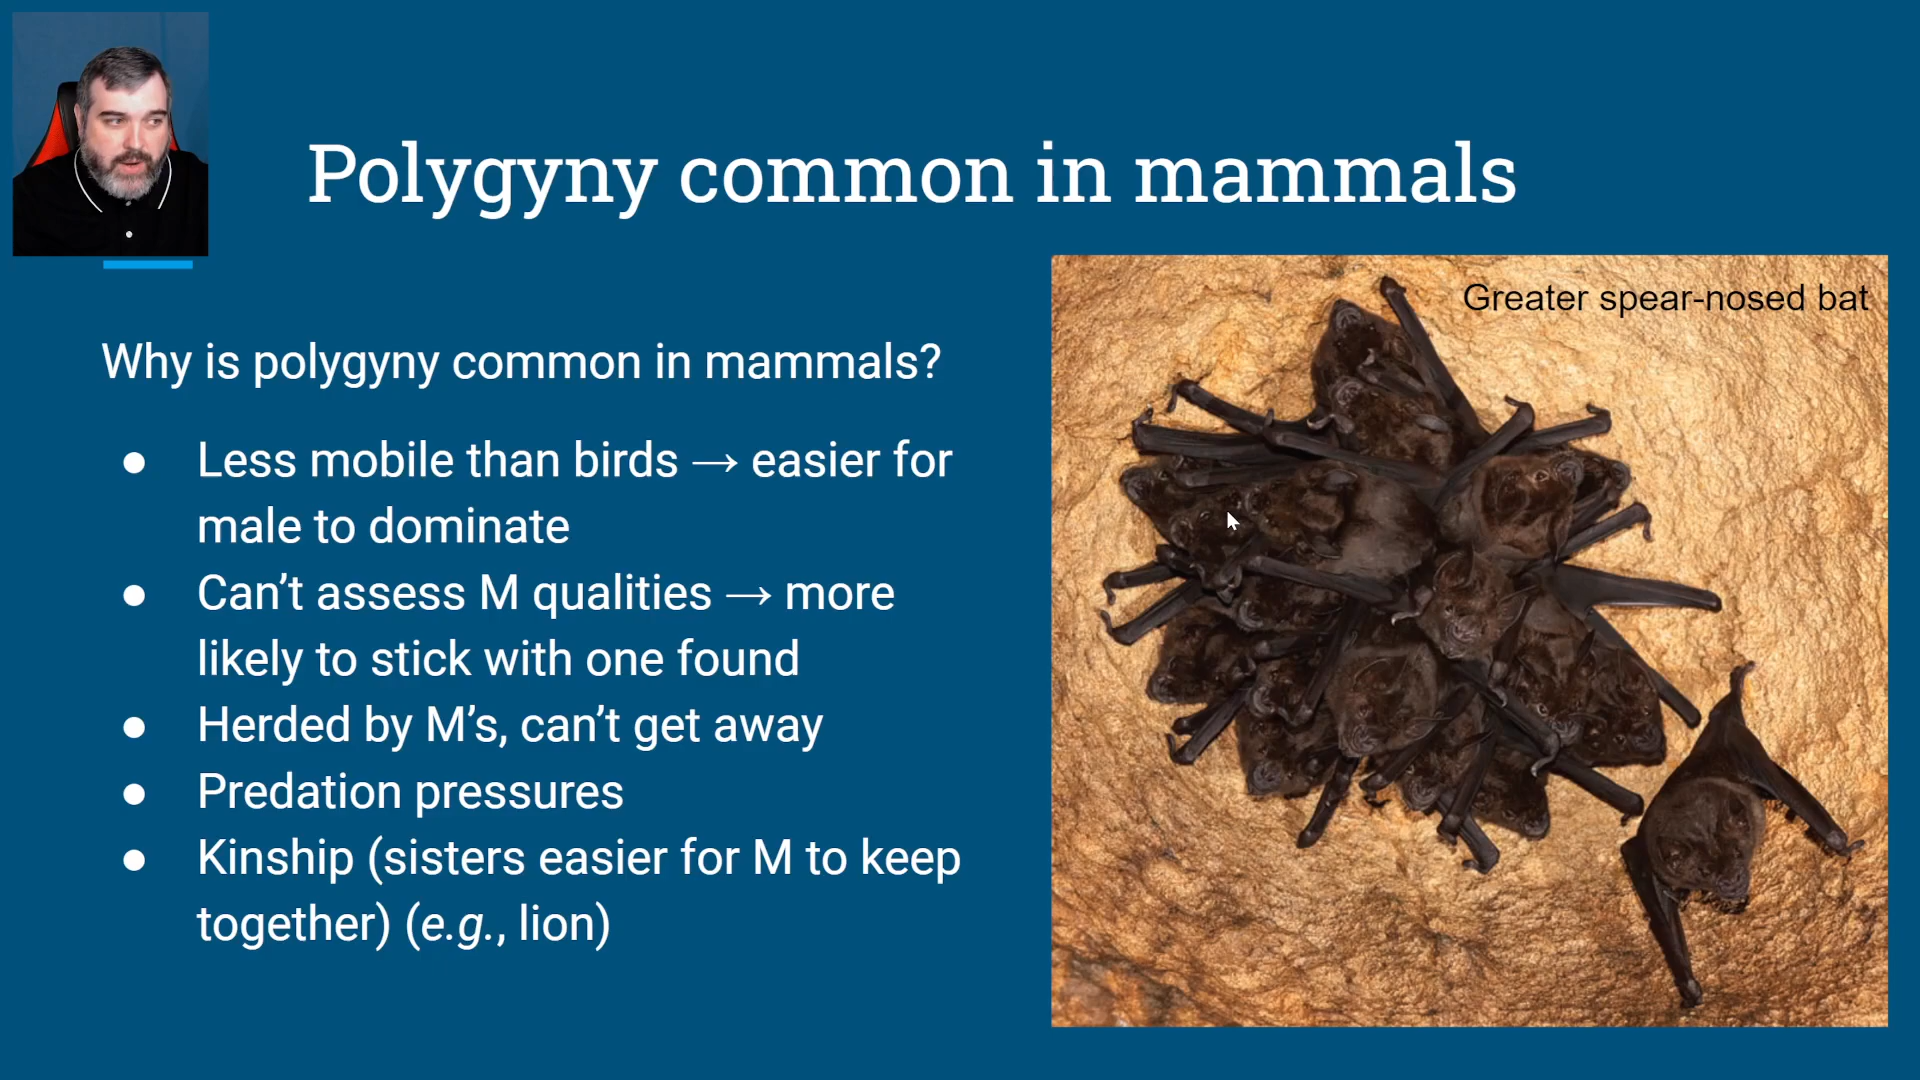 Polygyny common in mammals
Greater spear-nosed bat
Why is polygyny common in mammals?
● Less mobile than birds → easier for
male to dominate
● Can’t assess M qualities → more
likely to stick with one found
● Herded by M’s, can’t get away
● Predation pressures
● Kinship (sisters easier for M to keep
together) (e.g., lion)